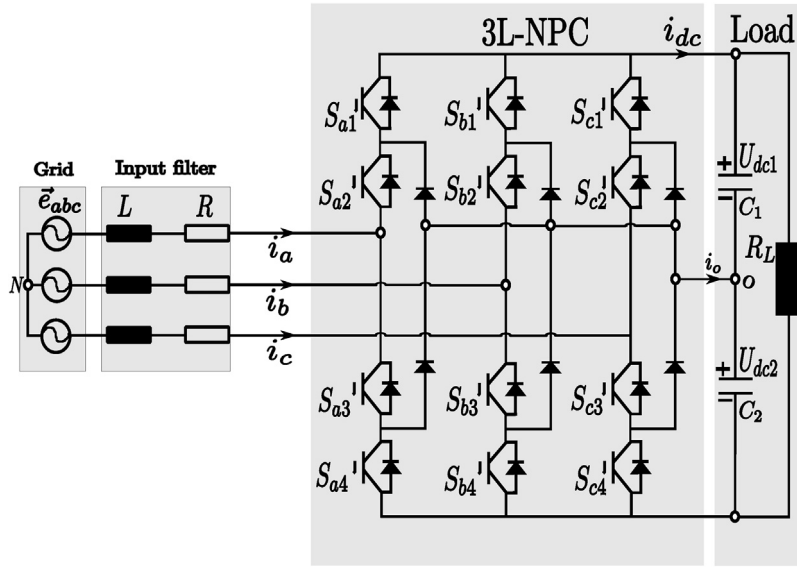 3L-NPC
i_dc
Load
S_a1
S_b1
S_c1
Grid
Input filter
U_dc1
e⃗_abc
L
R
S_a2
S_b2
S_c2
C_1
i_a
R_L
N
i_o
o
i_b
i_c
U_dc2
S_a3
S_b3
S_c3
C_2
S_a4
S_b4
S_c4